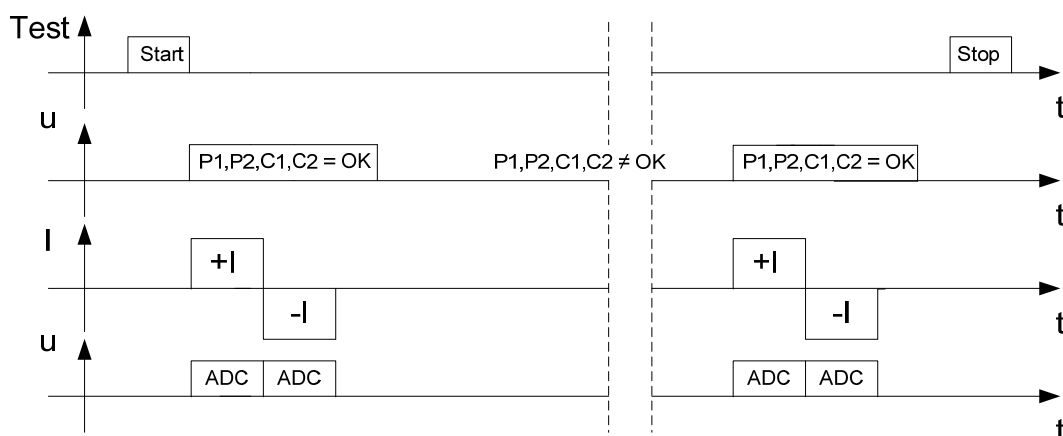 Test
Start
Stop
t
u
P1,P2,C1,C2 = OK
P1,P2,C1,C2 ≠ OK
P1,P2,C1,C2 = OK
t
I
+I
-I
+I
-I
t
u
ADC
ADC
ADC
ADC
t